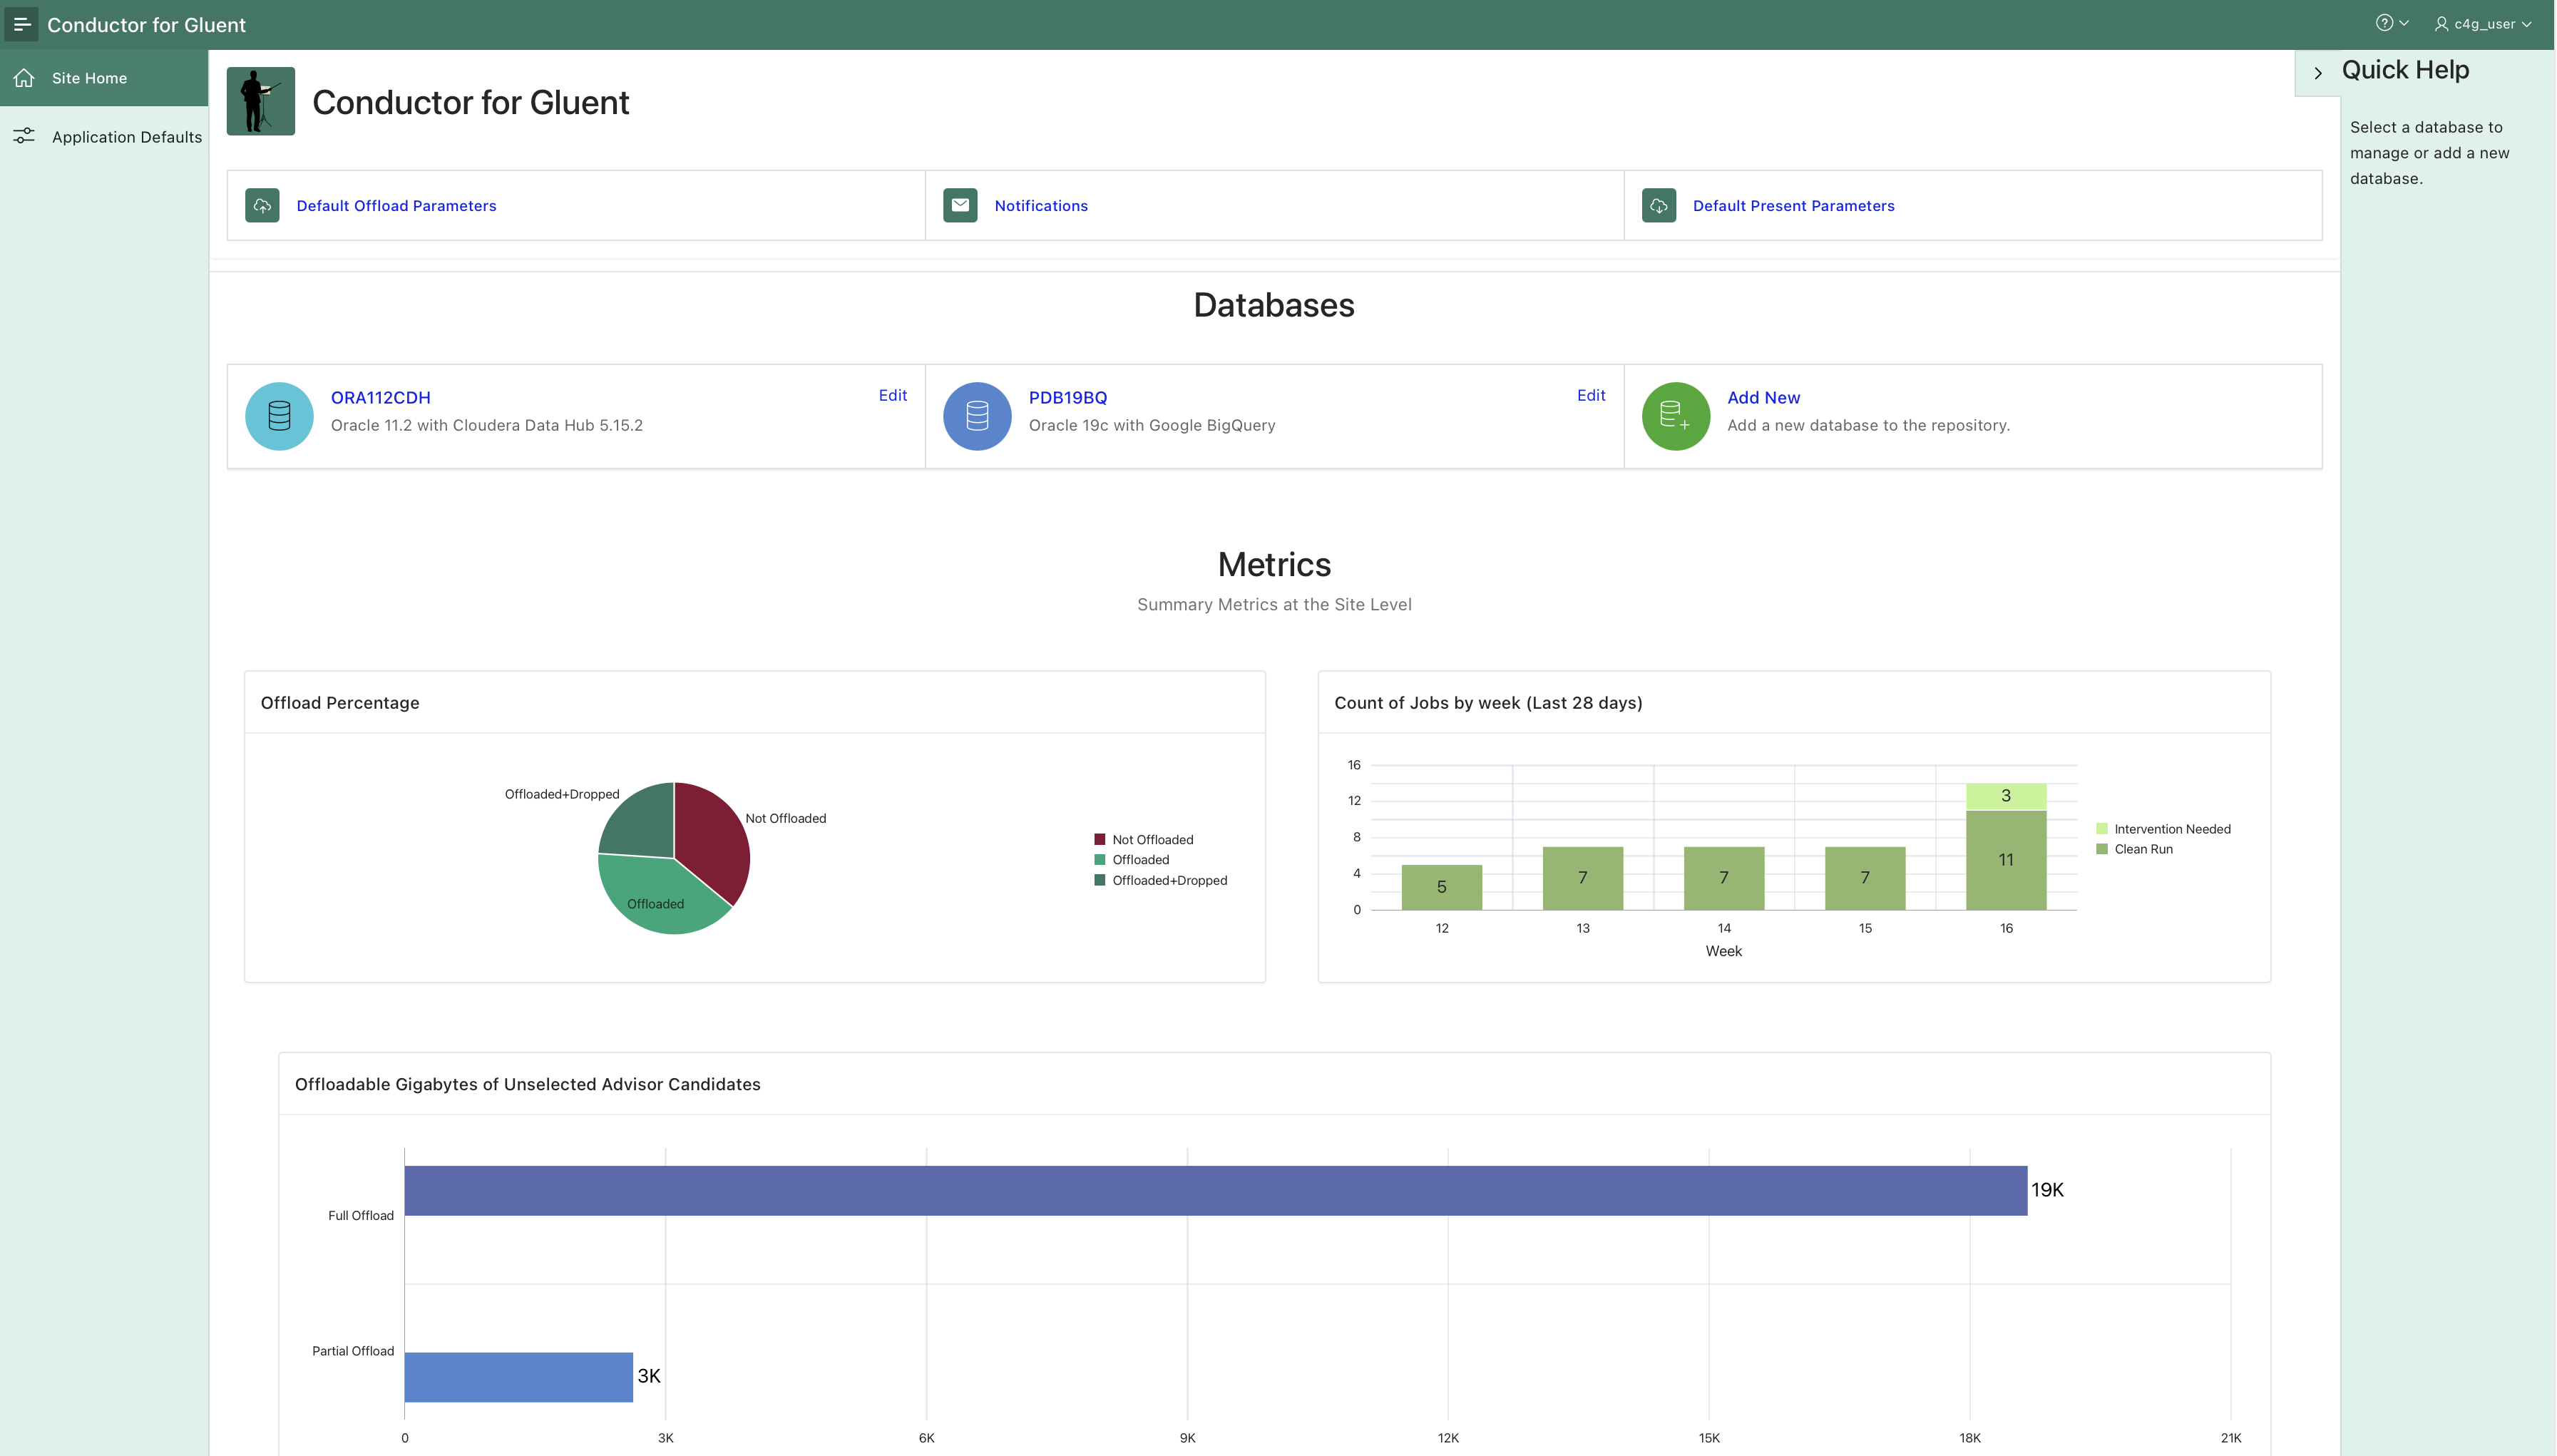 Conductor for Gluent
c4g_user
Site Home
Application Defaults
Conductor for Gluent
Quick Help
Select a database to
manage or add a new
database.
Default Offload Parameters
Notifications
Default Present Parameters
Databases
ORA112CDH
Edit
Oracle 11.2 with Cloudera Data Hub 5.15.2
PDB19BQ
Edit
Oracle 19c with Google BigQuery
Add New
Add a new database to the repository.
Metrics
Summary Metrics at the Site Level
Offload Percentage
Offloaded+Dropped
Not Offloaded
Offloaded
Not Offloaded
Offloaded
Offloaded+Dropped
Count of Jobs by week (Last 28 days)
16
12
8
4
0
5
7
7
7
3
11
12
13
14
15
16
Week
Intervention Needed
Clean Run
Offloadable Gigabytes of Unselected Advisor Candidates
Full Offload
19K
Partial Offload
3K
0
3K
6K
9K
12K
15K
18K
21K